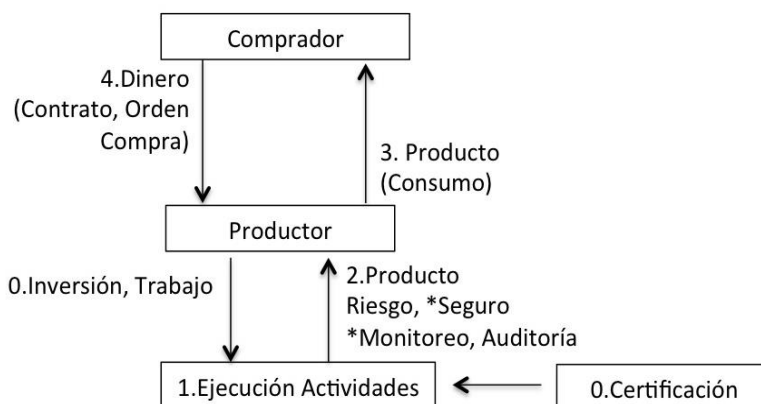 Comprador
4.Dinero
(Contrato, Orden
Compra)
3. Producto
(Consumo)
Productor
0.Inversión, Trabajo
2.Producto
Riesgo, *Seguro
*Monitoreo, Auditoría
1.Ejecución Actividades
0.Certificación